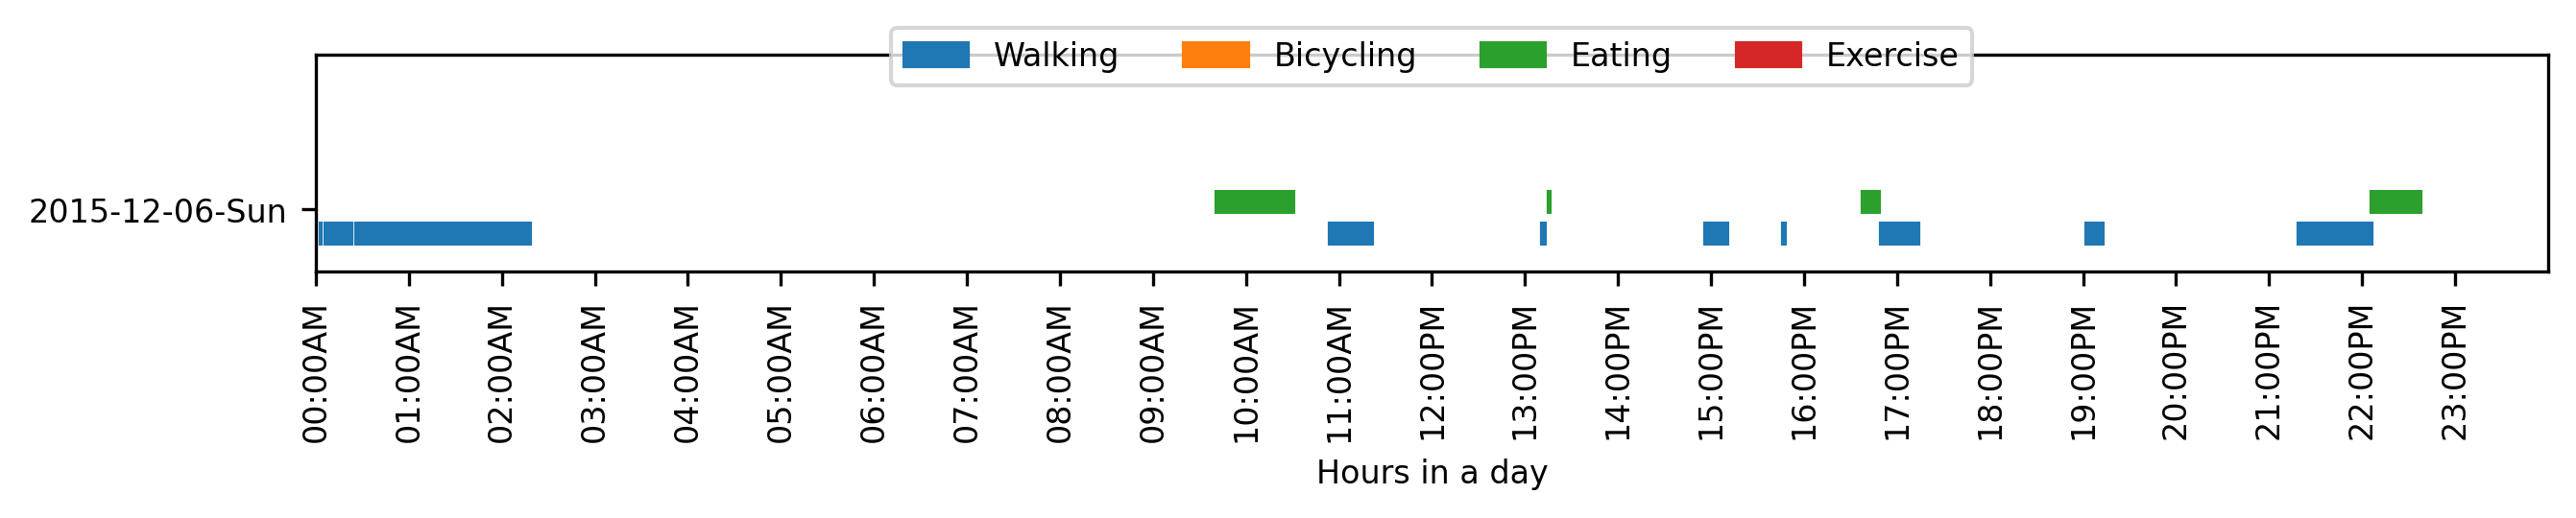 Walking Bicycling Eating Exercise
2015-12-06-Sun
00:00AM 01:00AM 02:00AM 03:00AM 04:00AM 05:00AM 06:00AM 07:00AM 08:00AM 09:00AM 10:00AM 11:00AM 12:00PM 13:00PM 14:00PM 15:00PM 16:00PM 17:00PM 18:00PM 19:00PM 20:00PM 21:00PM 22:00PM 23:00PM
Hours in a day